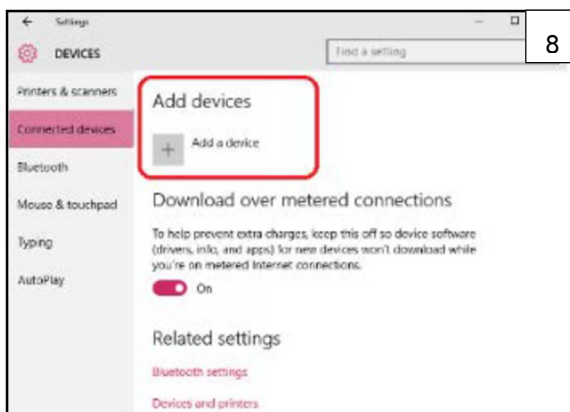 Settings
8
DEVICES
Find a setting
Printers & scanners
Connected devices
Bluetooth
Mouse & touchpad
Typing
AutoPlay
Add devices
Add a device
Download over metered connections
To help prevent extra charges, keep this off so device software
(drivers, info, and apps) for new devices won't download while
you're on metered Internet connections.
On
Related settings
Bluetooth settings
Devices and printers